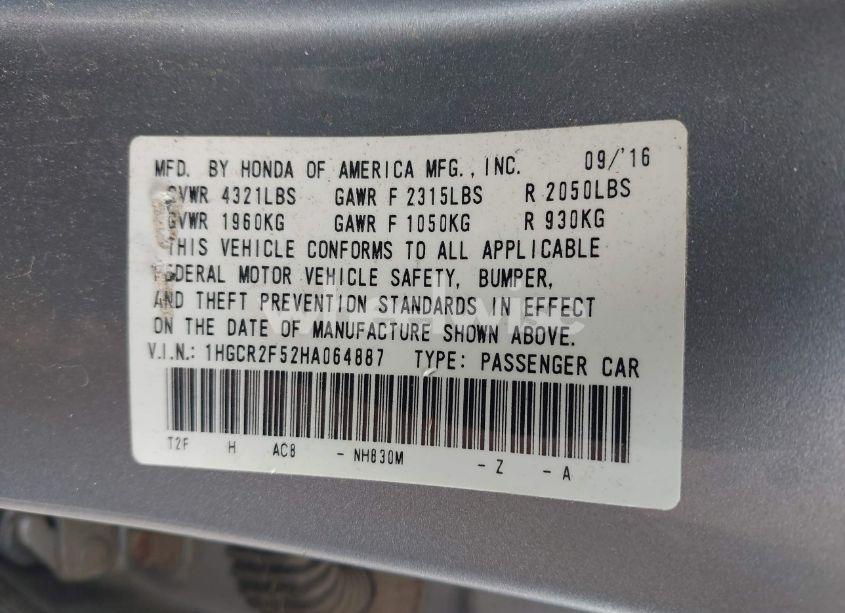 MFD. BY HONDA OF AMERICA MFG., INC. 09/'16
GVWR 4321LBS GAWR F 2315LBS R 2050LBS
GVWR 1960KG GAWR F 1050KG R 930KG
THIS VEHICLE CONFORMS TO ALL APPLICABLE
FEDERAL MOTOR VEHICLE SAFETY, BUMPER,
AND THEFT PREVENTION STANDARDS IN EFFECT
ON THE DATE OF MANUFACTURE SHOWN ABOVE.
V.I.N.: 1HGCR2F52HA064887 TYPE: PASSENGER CAR
T2F H AC8 - NH830M - Z - A